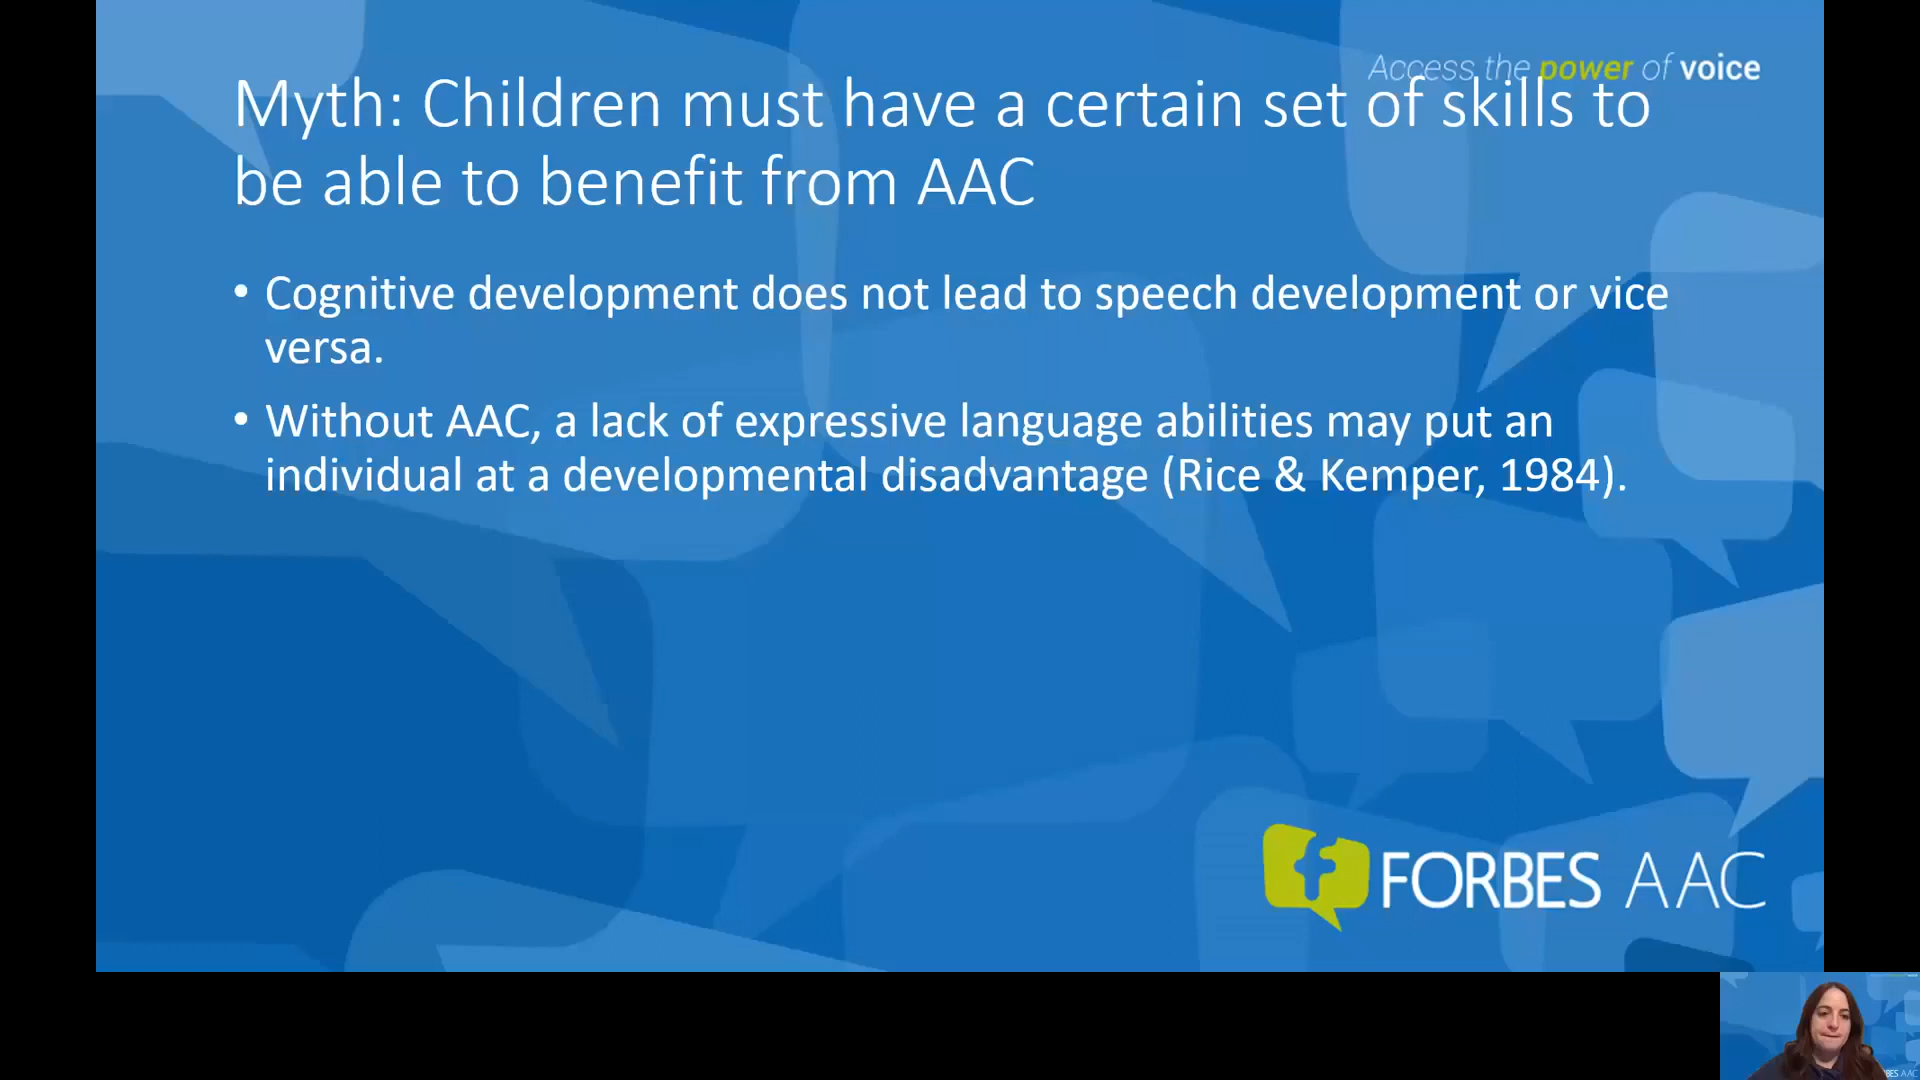 Access the power of voice
Myth: Children must have a certain set of skills to
be able to benefit from AAC
• Cognitive development does not lead to speech development or vice
versa.
• Without AAC, a lack of expressive language abilities may put an
individual at a developmental disadvantage (Rice & Kemper, 1984).
f FORBES AAC
BES AAC